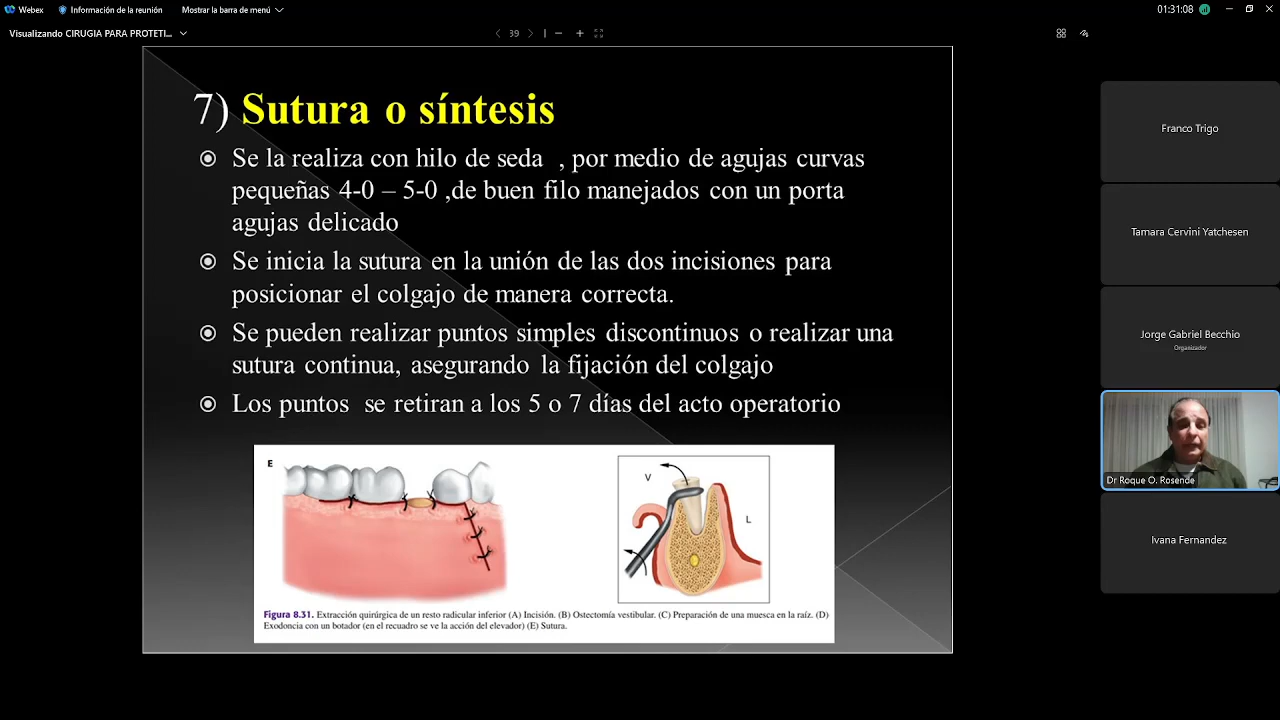 Webex
Información de la reunión
Mostrar la barra de menú
01:31:08
Visualizando CIRUGIA PARA PROTETI...
39
7) Sutura o síntesis
Se la realiza con hilo de seda , por medio de agujas curvas
pequeñas 4-0 – 5-0 ,de buen filo manejados con un porta
agujas delicado
Se inicia la sutura en la unión de las dos incisiones para
posicionar el colgajo de manera correcta.
Se pueden realizar puntos simples discontinuos o realizar una
sutura continua, asegurando la fijación del colgajo
Los puntos se retiran a los 5 o 7 días del acto operatorio
E
V
L
Figura 8.31. Extracción quirúrgica de un resto radicular inferior (A) Incisión. (B) Ostectomía vestibular. (C) Preparación de una muesca en la raíz. (D)
Exodoncia con un botador (en el recuadro se ve la acción del elevador) (E) Sutura.
Franco Trigo
Tamara Cervini Yatchesen
Jorge Gabriel Becchio
Organizador
Dr Roque O. Rosende
Ivana Fernandez